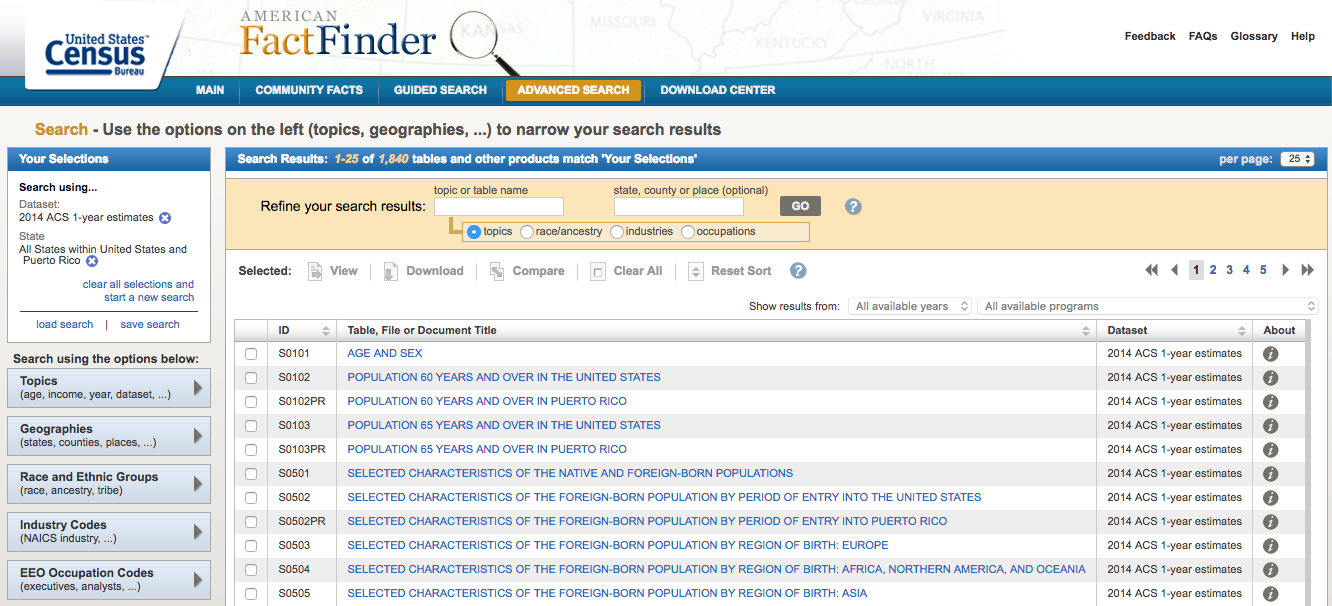 United States™
Census
Bureau
AMERICAN
FactFinder
KANSAS
MISSOURI
KENTUCKY
VIRGINIA
VIRGINIA
NORTH
CAROLINA
Feedback FAQs Glossary Help
MAIN COMMUNITY FACTS GUIDED SEARCH ADVANCED SEARCH DOWNLOAD CENTER
Search - Use the options on the left (topics, geographies, ...) to narrow your search results
Your Selections
Search using...
Dataset:
2014 ACS 1-year estimates
State
All States within United States and
Puerto Rico
clear all selections and
start a new search
load search | save search
Search using the options below:
Topics
(age, income, year, dataset, ...)
Geographies
(states, counties, places, ...)
Race and Ethnic Groups
(race, ancestry, tribe)
Industry Codes
(NAICS industry, ...)
EEO Occupation Codes
(executives, analysts, ...)
Search Results: 1-25 of 1,840 tables and other products match 'Your Selections'
per page: 25
topic or table name state, county or place (optional)
Refine your search results: GO ?
topics race/ancestry industries occupations
Selected: View | Download | Compare | Clear All | Reset Sort ?
1 2 3 4 5
Show results from: All available years All available programs
ID Table, File or Document Title Dataset About
S0101 AGE AND SEX 2014 ACS 1-year estimates i
S0102 POPULATION 60 YEARS AND OVER IN THE UNITED STATES 2014 ACS 1-year estimates i
S0102PR POPULATION 60 YEARS AND OVER IN PUERTO RICO 2014 ACS 1-year estimates i
S0103 POPULATION 65 YEARS AND OVER IN THE UNITED STATES 2014 ACS 1-year estimates i
S0103PR POPULATION 65 YEARS AND OVER IN PUERTO RICO 2014 ACS 1-year estimates i
S0501 SELECTED CHARACTERISTICS OF THE NATIVE AND FOREIGN-BORN POPULATIONS 2014 ACS 1-year estimates i
S0502 SELECTED CHARACTERISTICS OF THE FOREIGN-BORN POPULATION BY PERIOD OF ENTRY INTO THE UNITED STATES 2014 ACS 1-year estimates i
S0502PR SELECTED CHARACTERISTICS OF THE FOREIGN-BORN POPULATION BY PERIOD OF ENTRY INTO PUERTO RICO 2014 ACS 1-year estimates i
S0503 SELECTED CHARACTERISTICS OF THE FOREIGN-BORN POPULATION BY REGION OF BIRTH: EUROPE 2014 ACS 1-year estimates i
S0504 SELECTED CHARACTERISTICS OF THE FOREIGN-BORN POPULATION BY REGION OF BIRTH: AFRICA, NORTHERN AMERICA, AND OCEANIA 2014 ACS 1-year estimates i
S0505 SELECTED CHARACTERISTICS OF THE FOREIGN-BORN POPULATION BY REGION OF BIRTH: ASIA 2014 ACS 1-year estimates i